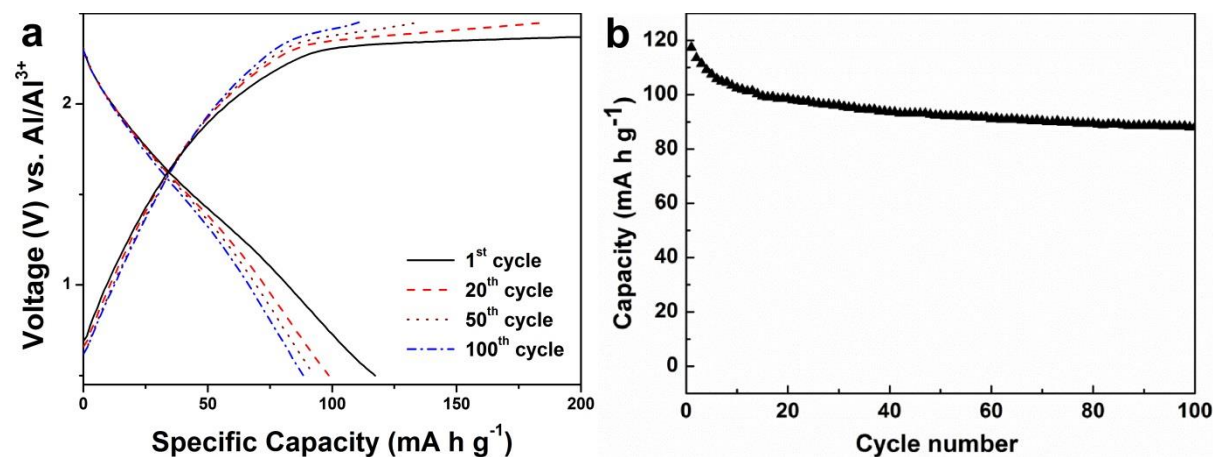 a
Voltage (V) vs. Al/Al³⁺
2
1
1ˢᵗ cycle
20ᵗʰ cycle
50ᵗʰ cycle
100ᵗʰ cycle
0 50 100 150 200
Specific Capacity (mA h g⁻¹)
b
Capacity (mA h g⁻¹)
120
100
80
60
40
20
0
0 20 40 60 80 100
Cycle number